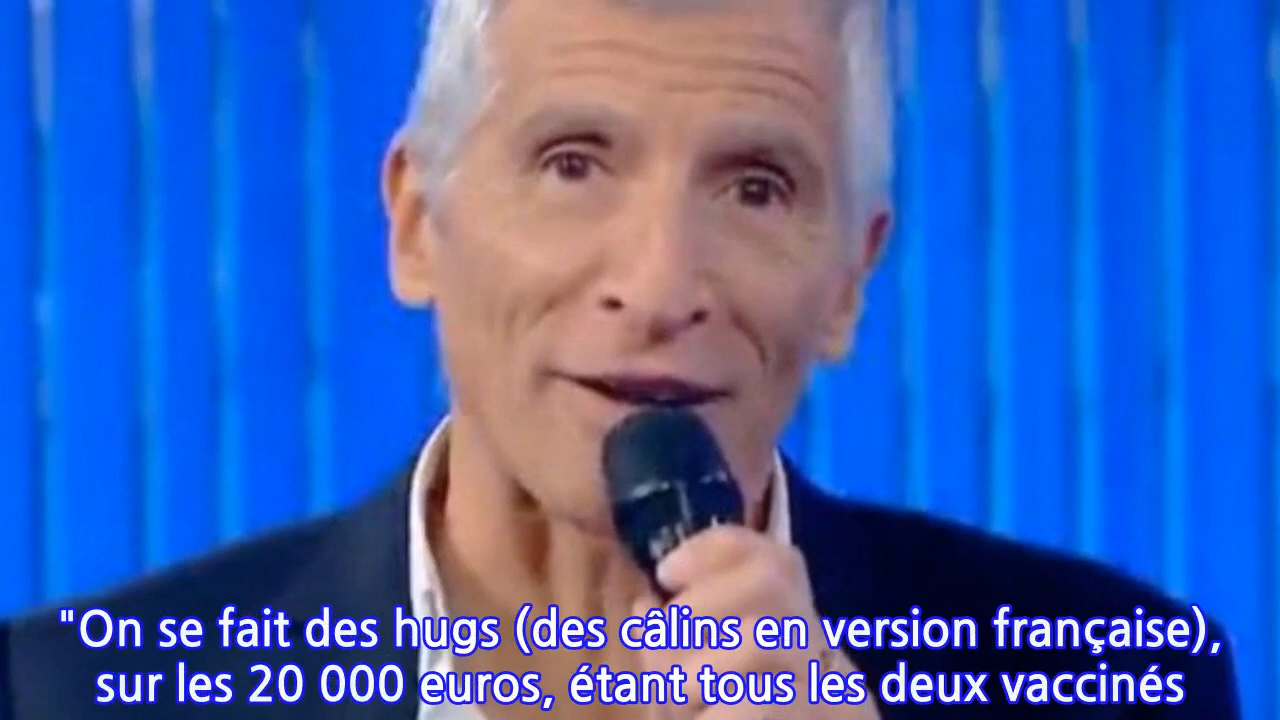 "On se fait des hugs (des câlins en version française),
sur les 20 000 euros, étant tous les deux vaccinés